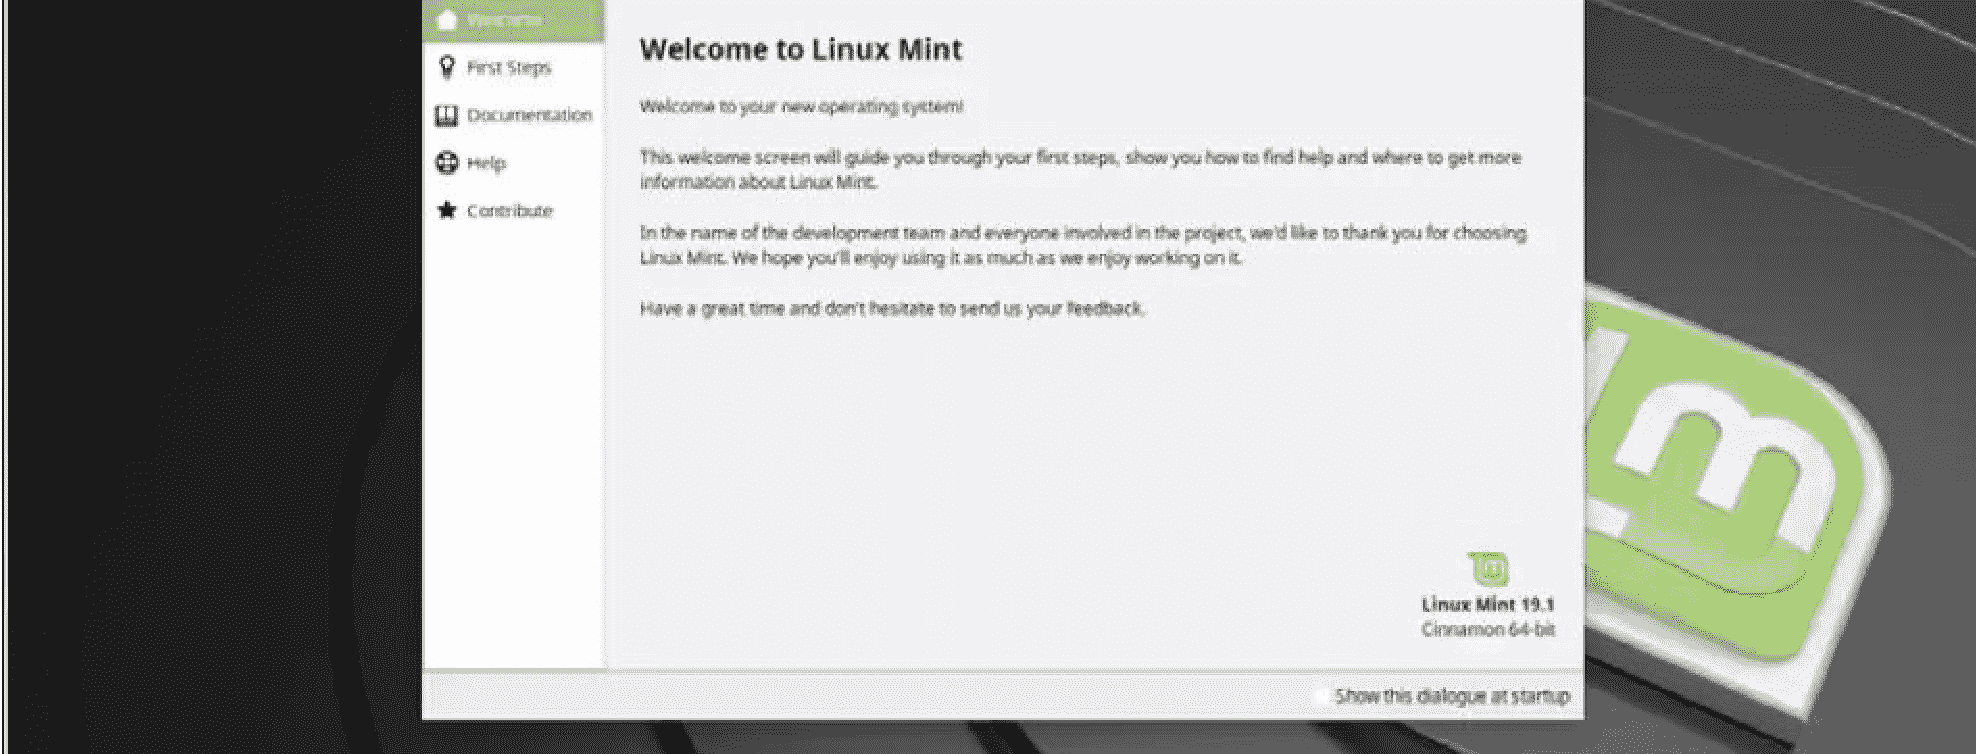 First Steps
Documentation
Help
Contribute
Welcome to Linux Mint
Welcome to your new operating system!
This welcome screen will guide you through your first steps, show you how to find help and where to get more
information about Linux Mint.
In the name of the development team and everyone involved in the project, we'd like to thank you for choosing
Linux Mint. We hope you'll enjoy using it as much as we enjoy working on it.
Have a great time and don't hesitate to send us your feedback.
Linux Mint 19.1
Cinnamon 64-bit
Show this dialogue at startup